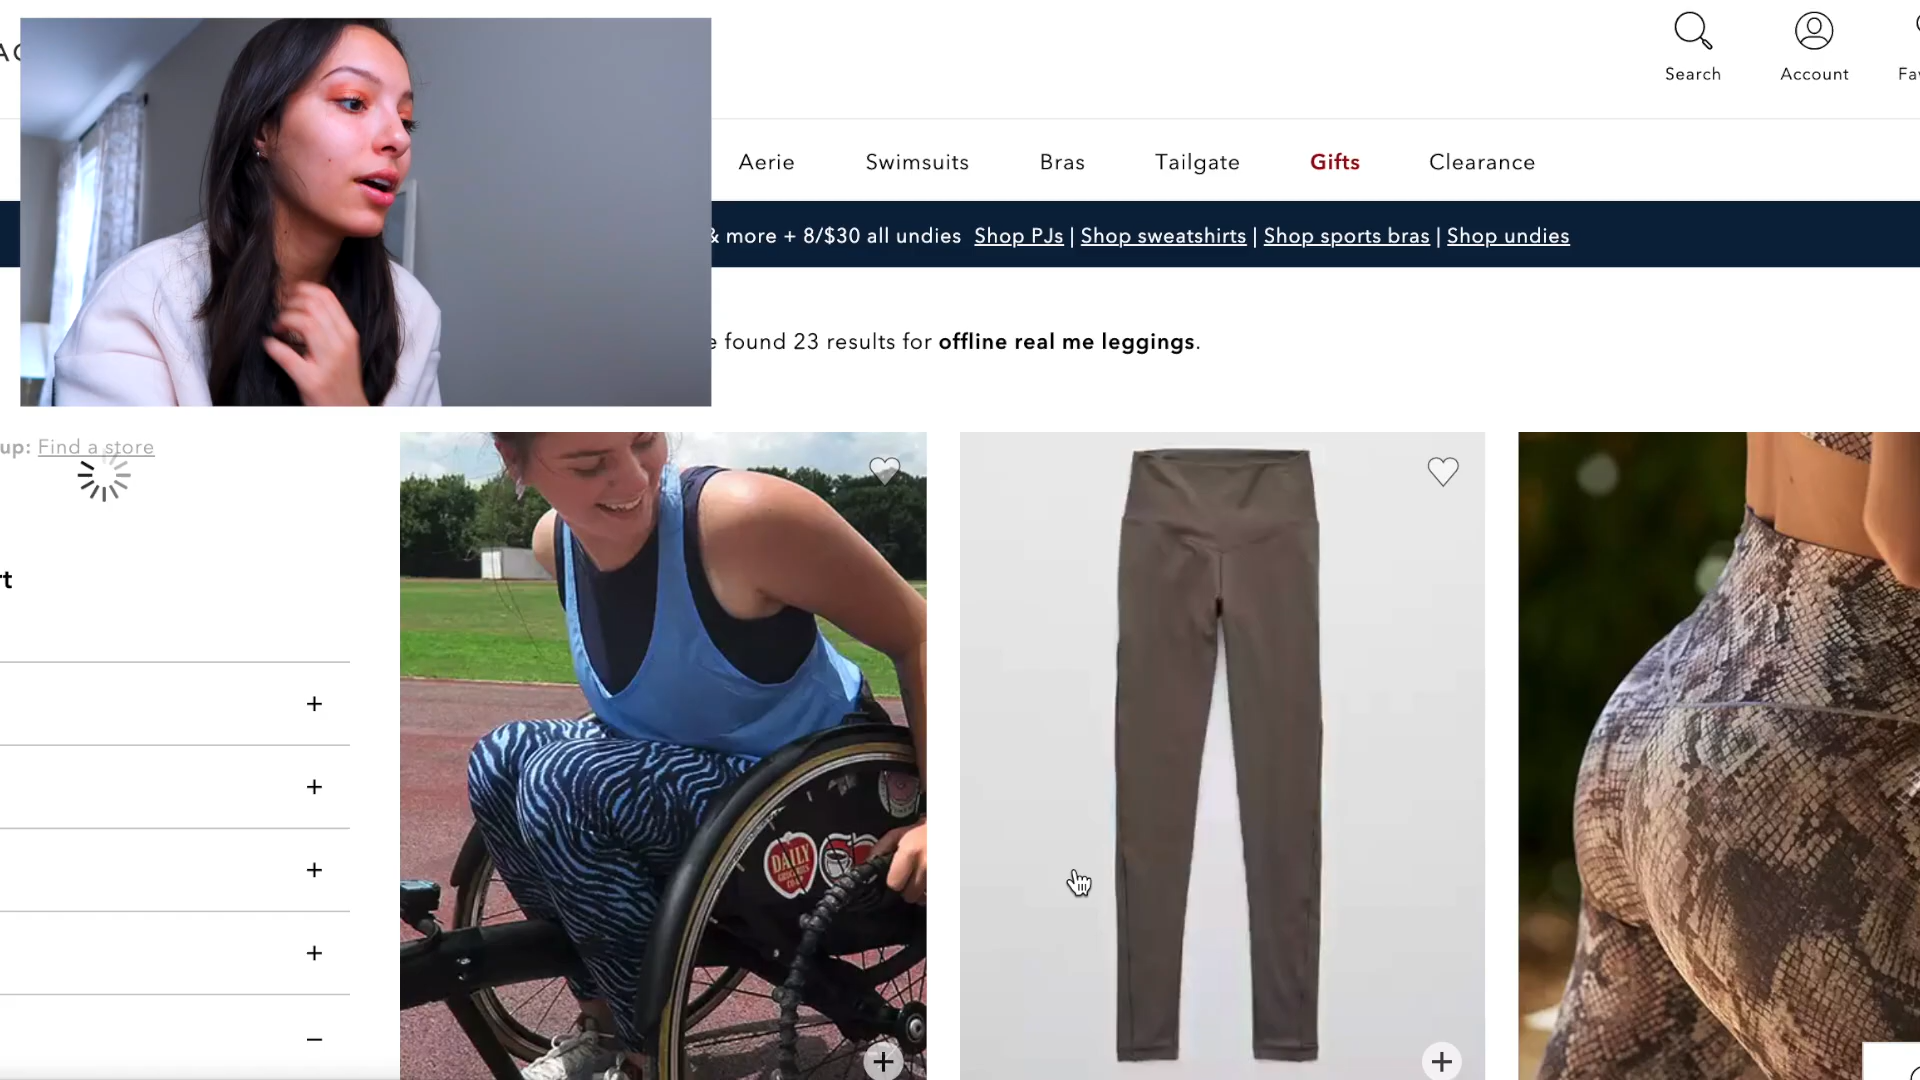 Search
Account
Aerie
Swimsuits
Bras
Tailgate
Gifts
Clearance
& more + 8/$30 all undies Shop PJs | Shop sweatshirts | Shop sports bras | Shop undies
found 23 results for offline real me leggings.
up: Find a store
DAILY